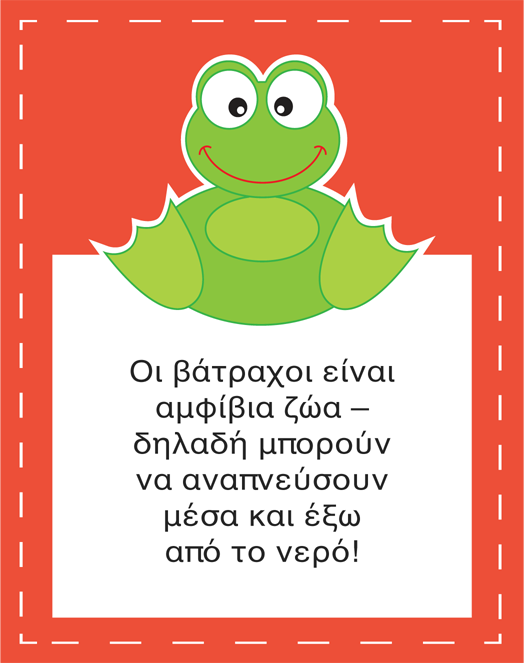 Οι βάτραχοι είναι
αμφίβια ζώα –
δηλαδή μπορούν
να αναπνεύσουν
μέσα και έξω
από το νερό!